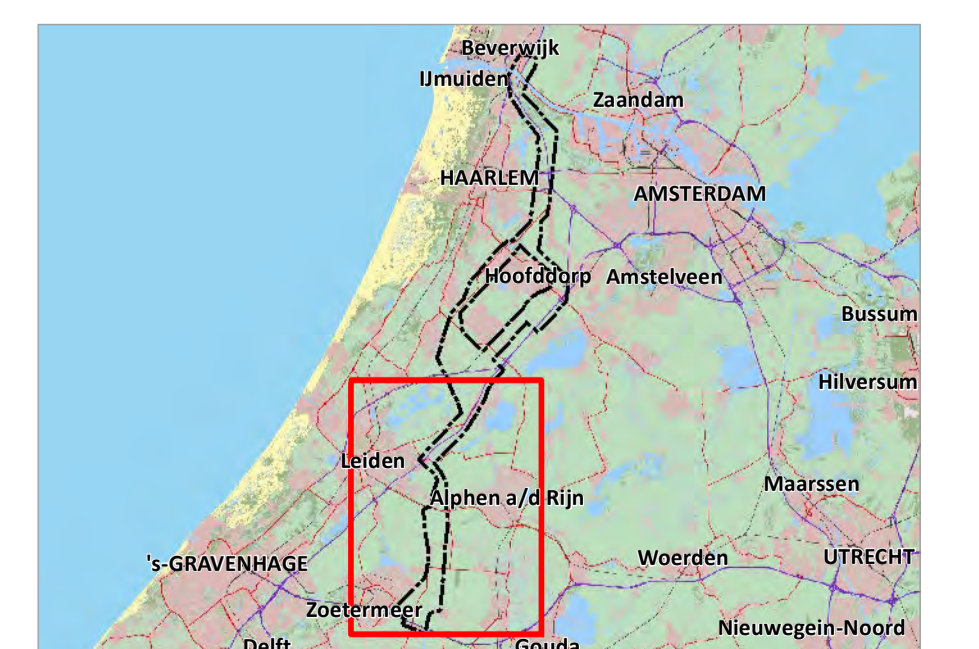 Beverwijk
IJmuiden
Zaandam
HAARLEM
AMSTERDAM
Hoofddorp
Amstelveen
Bussum
Hilversum
Leiden
Maarssen
Alphen a/d Rijn
's-GRAVENHAGE
Woerden
UTRECHT
Zoetermeer
Nieuwegein-Noord
Delft
Gouda